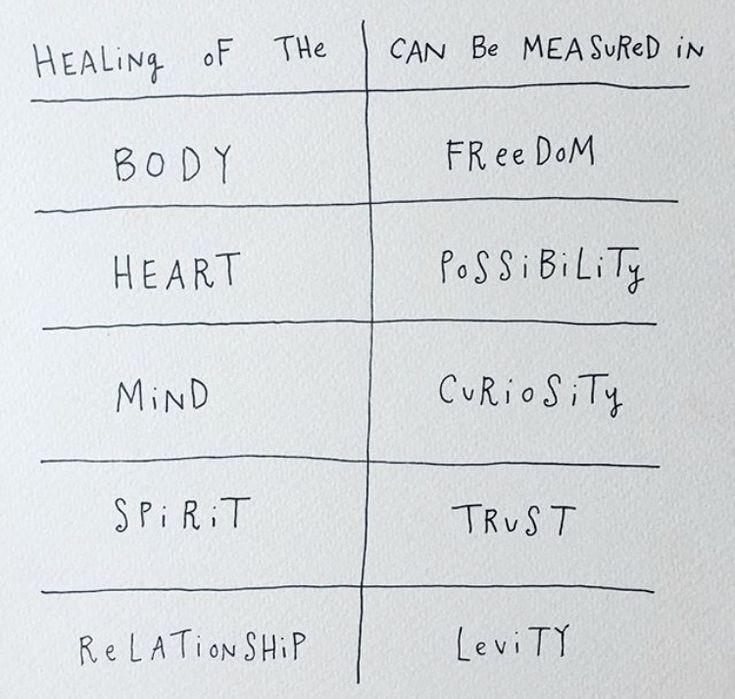 HEALiNg oF THe CAN Be MEASuReD iN
BODY FReeDoM
HEART PoSSiBiLiTy
MiND CuRioSiTy
SPiRiT TRuST
ReLATioNSHiP LeviTY